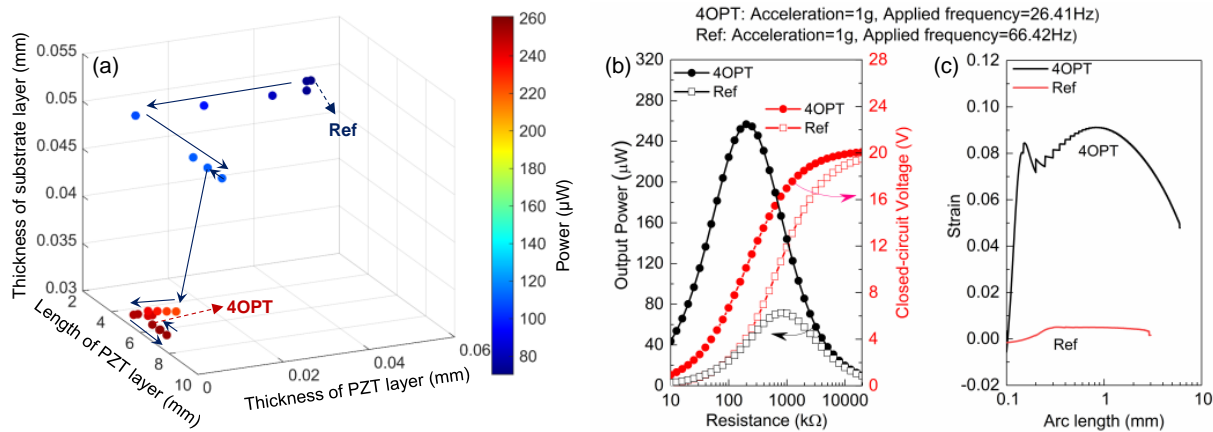 4OPT: Acceleration=1g, Applied frequency=26.41Hz)
Ref: Acceleration=1g, Applied frequency=66.42Hz)
(a)
Thickness of substrate layer (mm)
0.055
0.05
0.045
0.04
0.035
0.03
2
4
6
8
10
Length of PZT layer (mm)
0
0.02
0.04
0.06
Thickness of PZT layer (mm)
Ref
4OPT
260
240
220
200
180
160
140
120
100
80
Power (µW)
(b)
Output Power (µW)
320
280
240
200
160
120
80
40
0
4OPT
Ref
4OPT
Ref
28
24
20
16
12
8
4
0
Closed-circuit Voltage (V)
10
100
1000
10000
Resistance (kΩ)
(c)
Strain
0.12
0.10
0.08
0.06
0.04
0.02
0.00
-0.02
4OPT
Ref
4OPT
Ref
0.1
1
10
Arc length (mm)